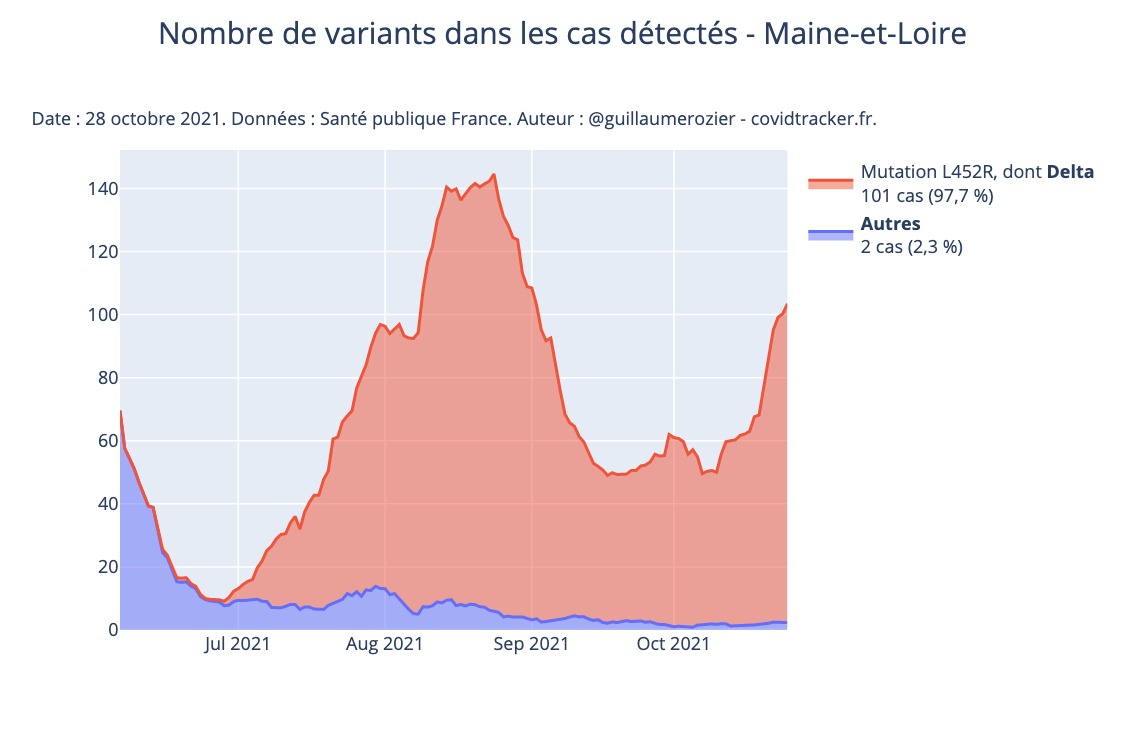 Nombre de variants dans les cas détectés - Maine-et-Loire
Date : 28 octobre 2021. Données : Santé publique France. Auteur : @guillaumerozier - covidtracker.fr.
Mutation L452R, dont Delta
101 cas (97,7 %)
Autres
2 cas (2,3 %)
140
120
100
80
60
40
20
0
Jul 2021
Aug 2021
Sep 2021
Oct 2021